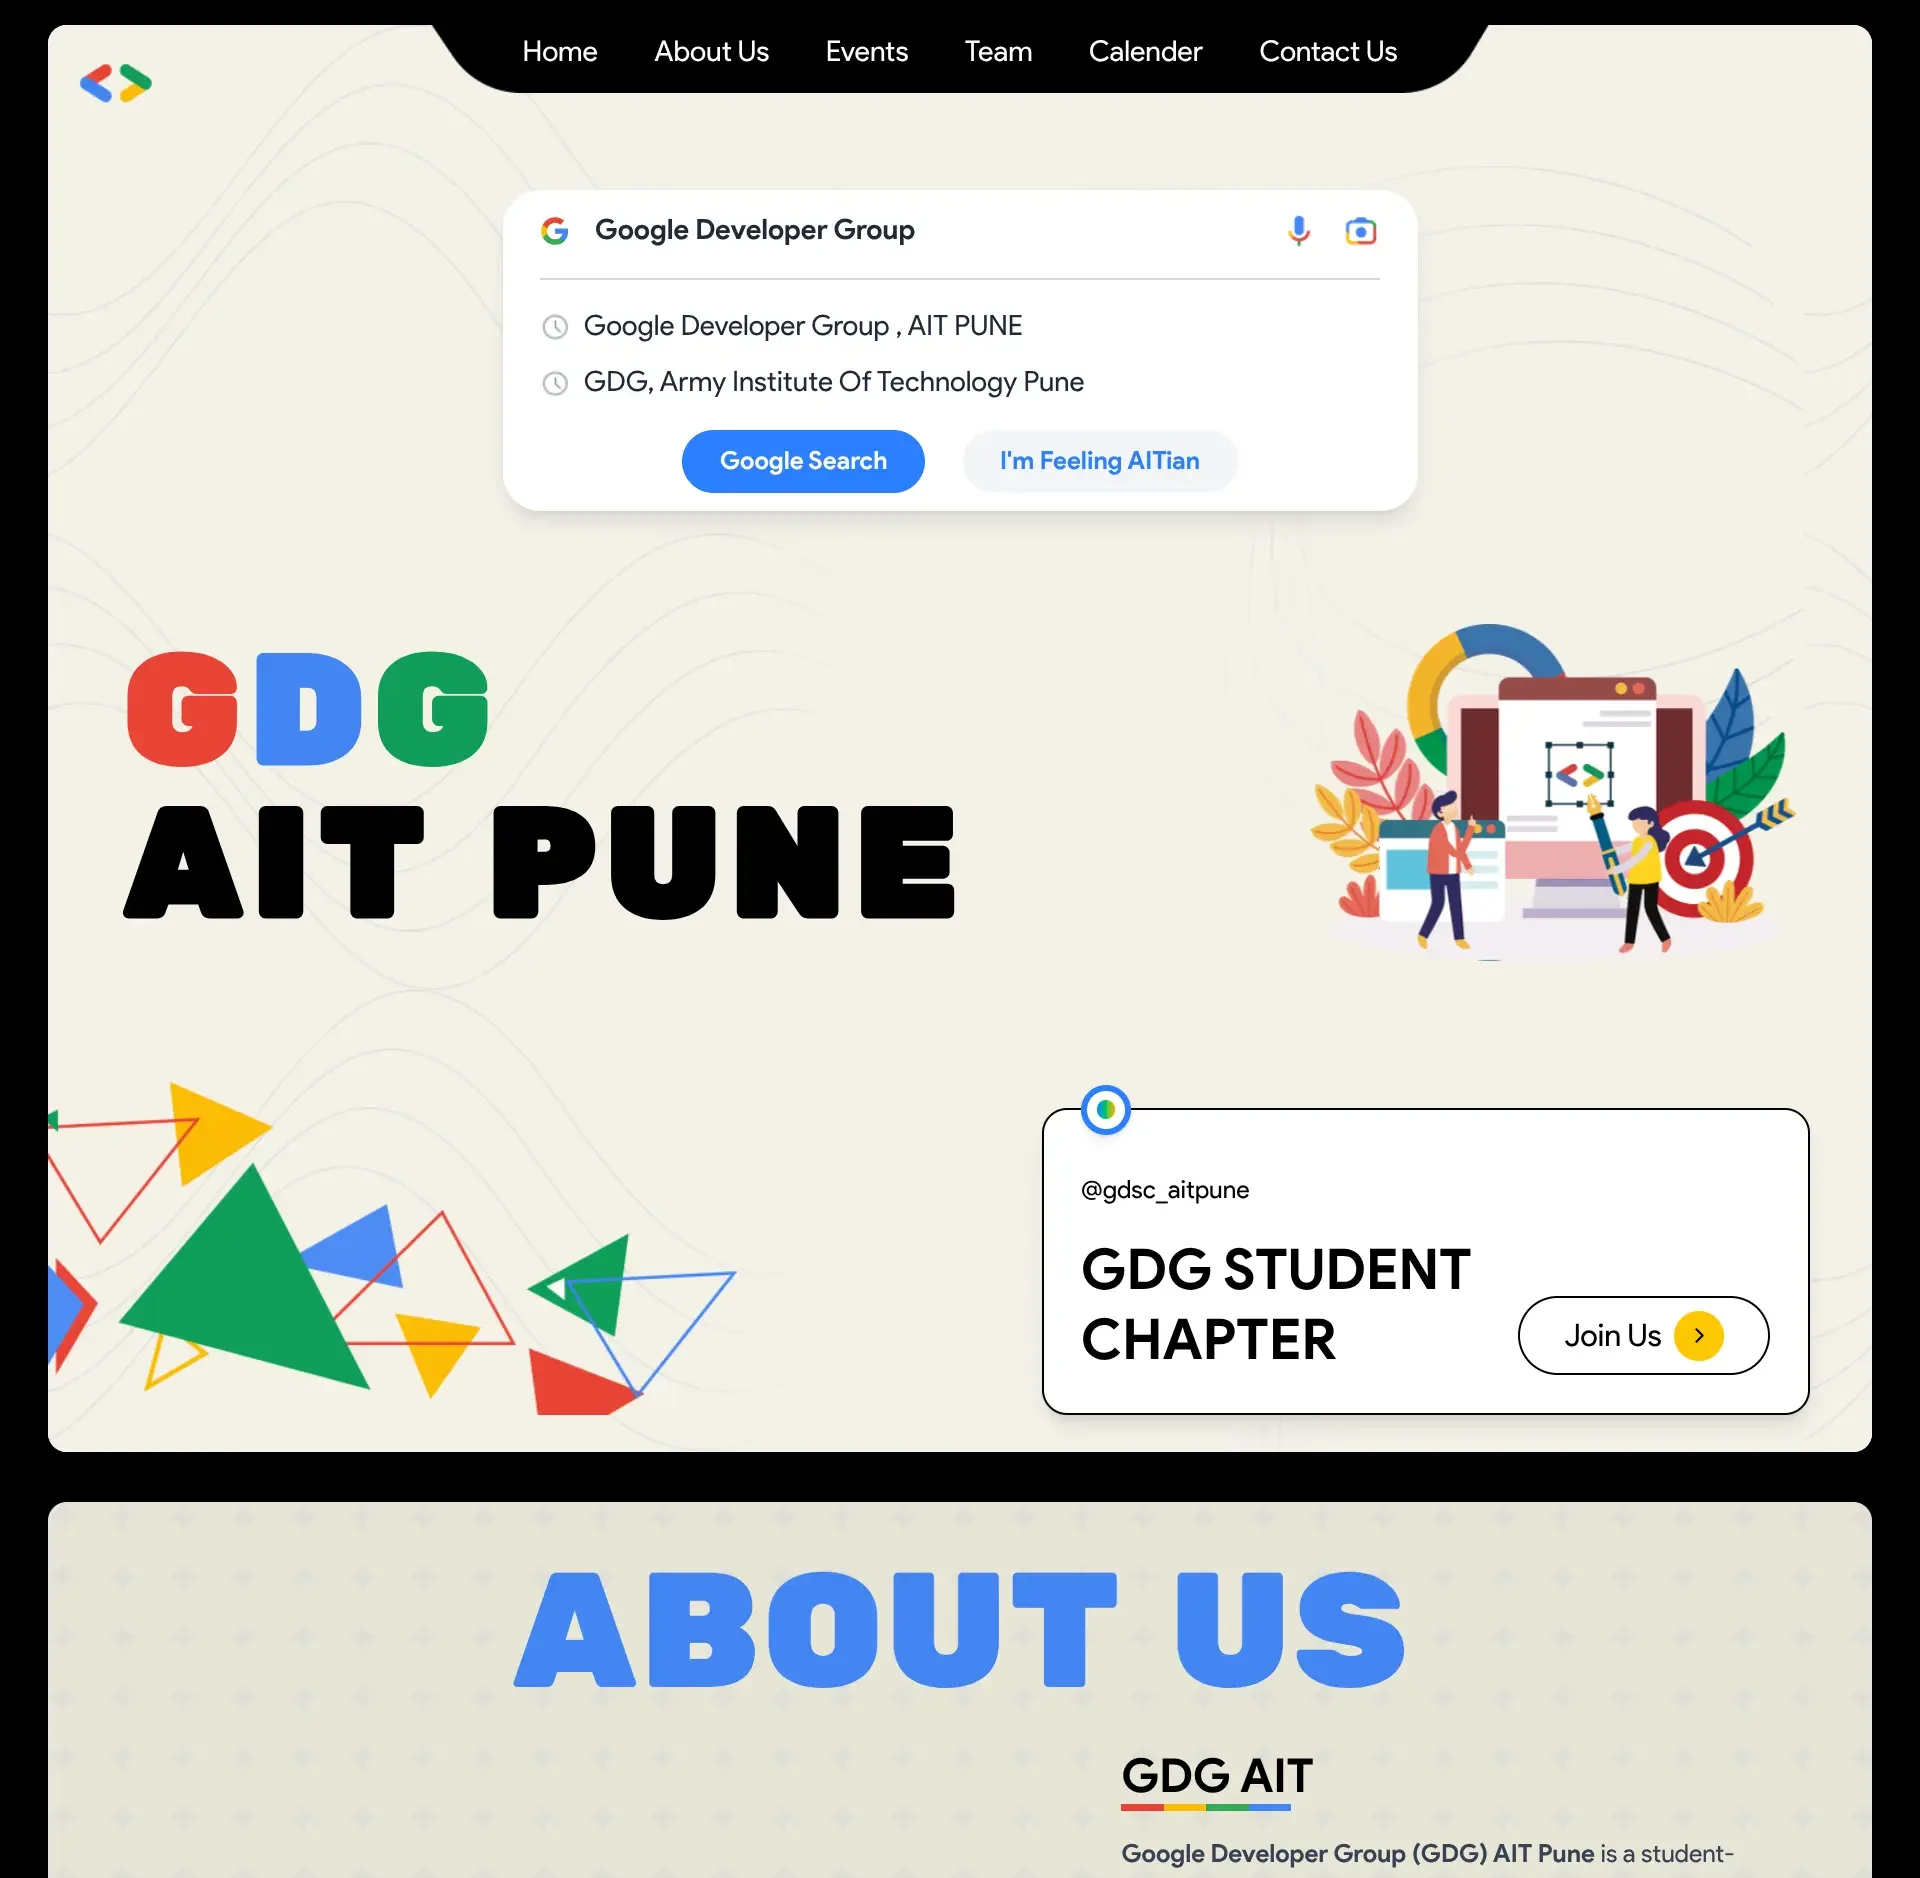 Home About Us Events Team Calender Contact Us
Google Developer Group
Google Developer Group , AIT PUNE
GDG, Army Institute Of Technology Pune
Google Search I'm Feeling AITian
GDG
AIT PUNE
@gdsc_aitpune
GDG STUDENT
CHAPTER
Join Us
ABOUT US
GDG AIT
Google Developer Group (GDG) AIT Pune is a student-